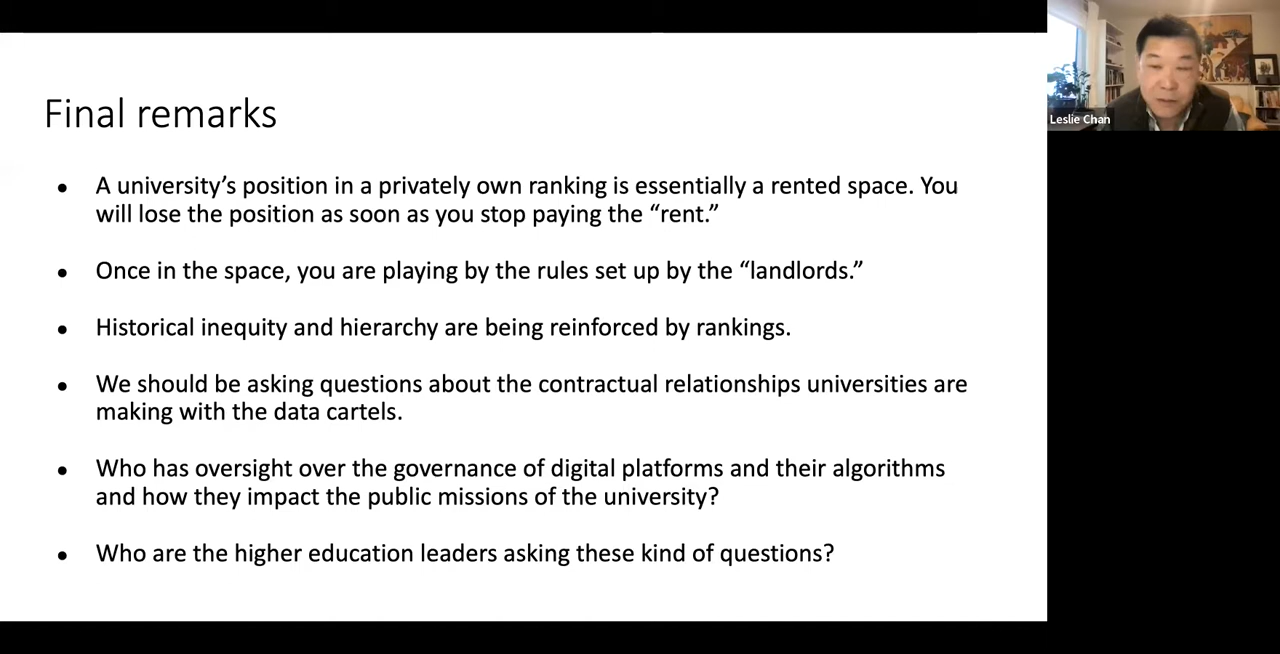 Final remarks
• A university’s position in a privately own ranking is essentially a rented space. You
will lose the position as soon as you stop paying the “rent.”
• Once in the space, you are playing by the rules set up by the “landlords.”
• Historical inequity and hierarchy are being reinforced by rankings.
• We should be asking questions about the contractual relationships universities are
making with the data cartels.
• Who has oversight over the governance of digital platforms and their algorithms
and how they impact the public missions of the university?
• Who are the higher education leaders asking these kind of questions?
Leslie Chan